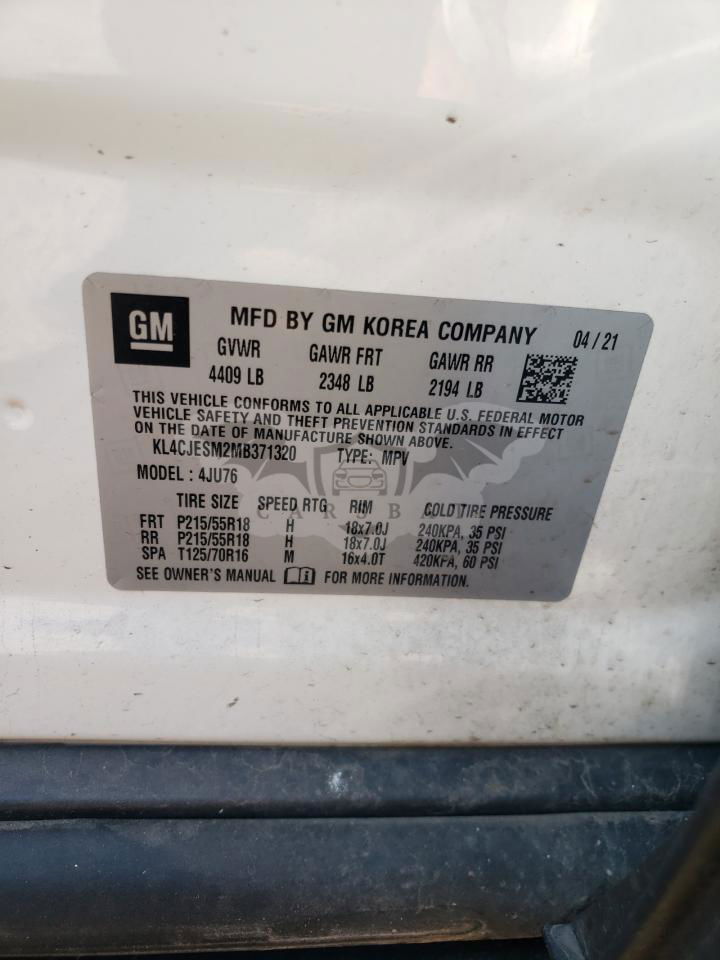 GM
MFD BY GM KOREA COMPANY 04 / 21
GVWR GAWR FRT GAWR RR
4409 LB 2348 LB 2194 LB
THIS VEHICLE CONFORMS TO ALL APPLICABLE U.S. FEDERAL MOTOR
VEHICLE SAFETY AND THEFT PREVENTION STANDARDS IN EFFECT
ON THE DATE OF MANUFACTURE SHOWN ABOVE.
KL4CJESM2MB371320 TYPE: MPV
MODEL : 4JU76
TIRE SIZE SPEED RTG RIM COLD TIRE PRESSURE
FRT P215/55R18 H 18x7.0J 240KPA, 35 PSI
RR P215/55R18 H 18x7.0J 240KPA, 35 PSI
SPA T125/70R16 M 16x4.0T 420KPA, 60 PSI
SEE OWNER'S MANUAL i FOR MORE INFORMATION.